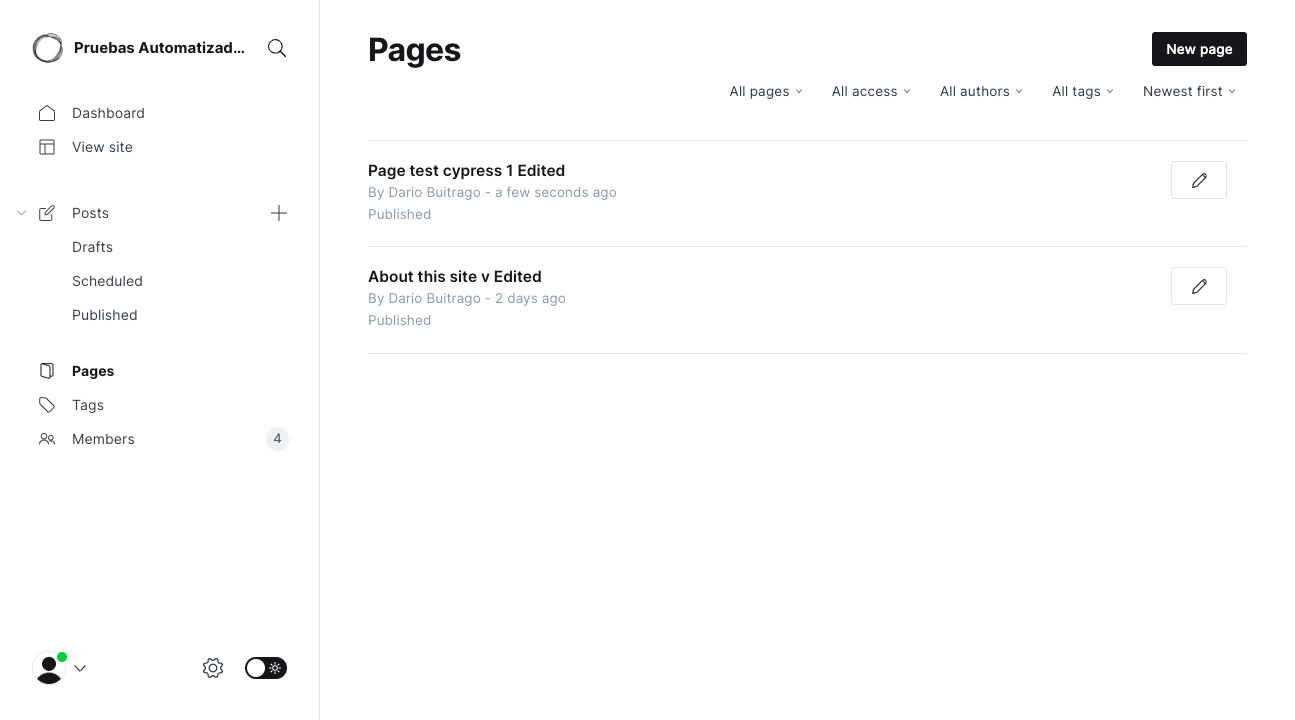 Pruebas Automatizad...
Dashboard
View site
Posts
Drafts
Scheduled
Published
Pages
Tags
Members
4
Pages
New page
All pages
All access
All authors
All tags
Newest first
Page test cypress 1 Edited
By Dario Buitrago - a few seconds ago
Published
About this site v Edited
By Dario Buitrago - 2 days ago
Published